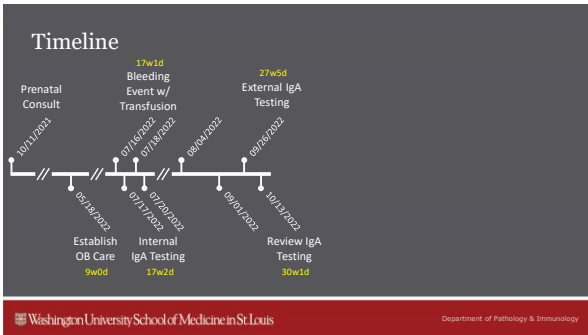 Timeline
17w1d
Bleeding
Event w/
Transfusion
27w5d
External IgA
Testing
Prenatal
Consult
10/11/2021
07/16/2022
07/18/2022
08/04/2022
09/26/2022
05/18/2022
07/17/2022
07/20/2022
09/01/2022
10/13/2022
Establish
OB Care
9w0d
Internal
IgA Testing
17w2d
Review IgA
Testing
30w1d
Washington University School of Medicine in St. Louis
Department of Pathology & Immunology